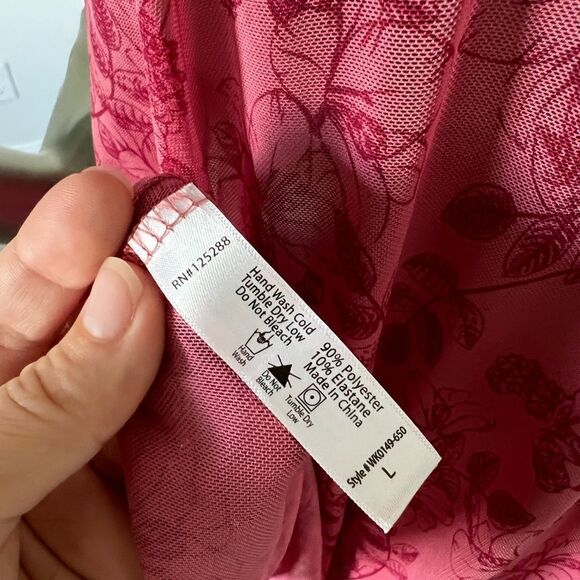 RN#125288
Hand Wash Cold
Tumble Dry Low
Do Not Bleach
Hand
Wash
Do Not
Bleach
Tumble Dry
Low
90% Polyester
10% Elastane
Made in China
Style # WK0149-650
L